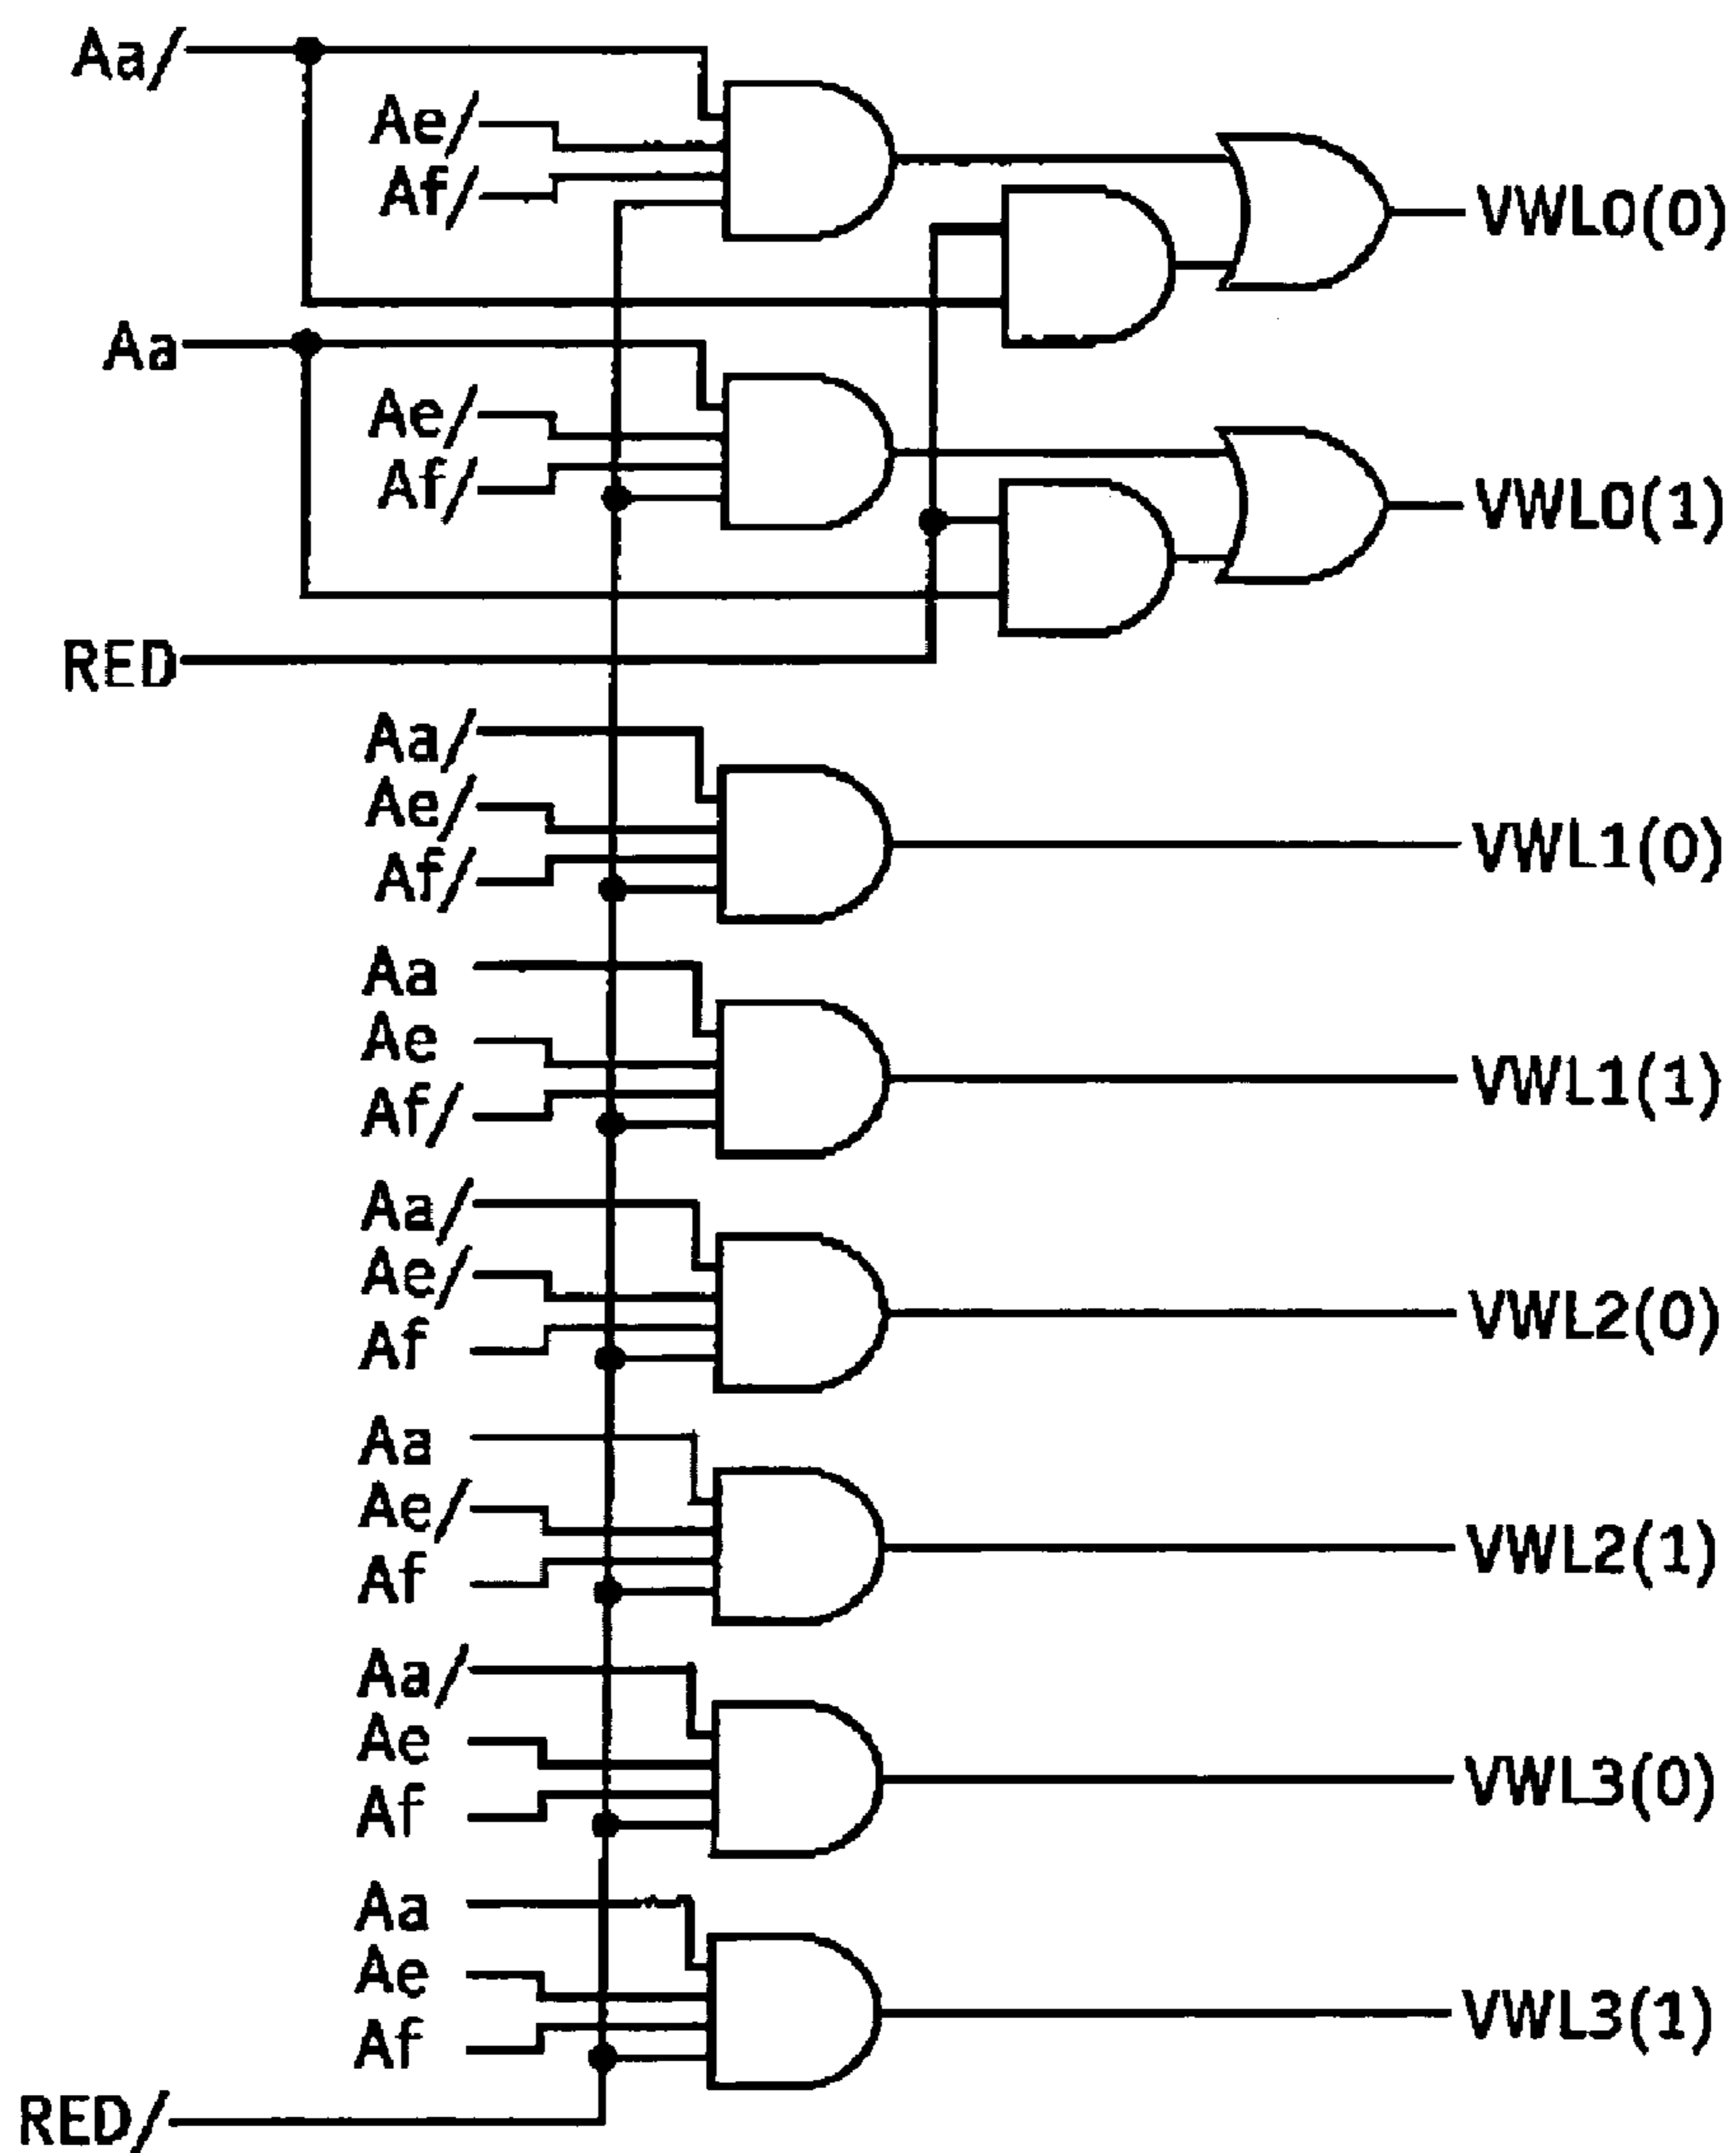 Aa/
Ae/
Af/
VWL0(0)
Aa
Ae/
Af/
VWL0(1)
RED
Aa/
Ae/
Af/
VWL1(0)
Aa
Ae
Af/
VWL1(1)
Aa/
Ae/
Af
VWL2(0)
Aa
Ae/
Af
VWL2(1)
Aa/
Ae
Af
VWL3(0)
Aa
Ae
Af
VWL3(1)
RED/